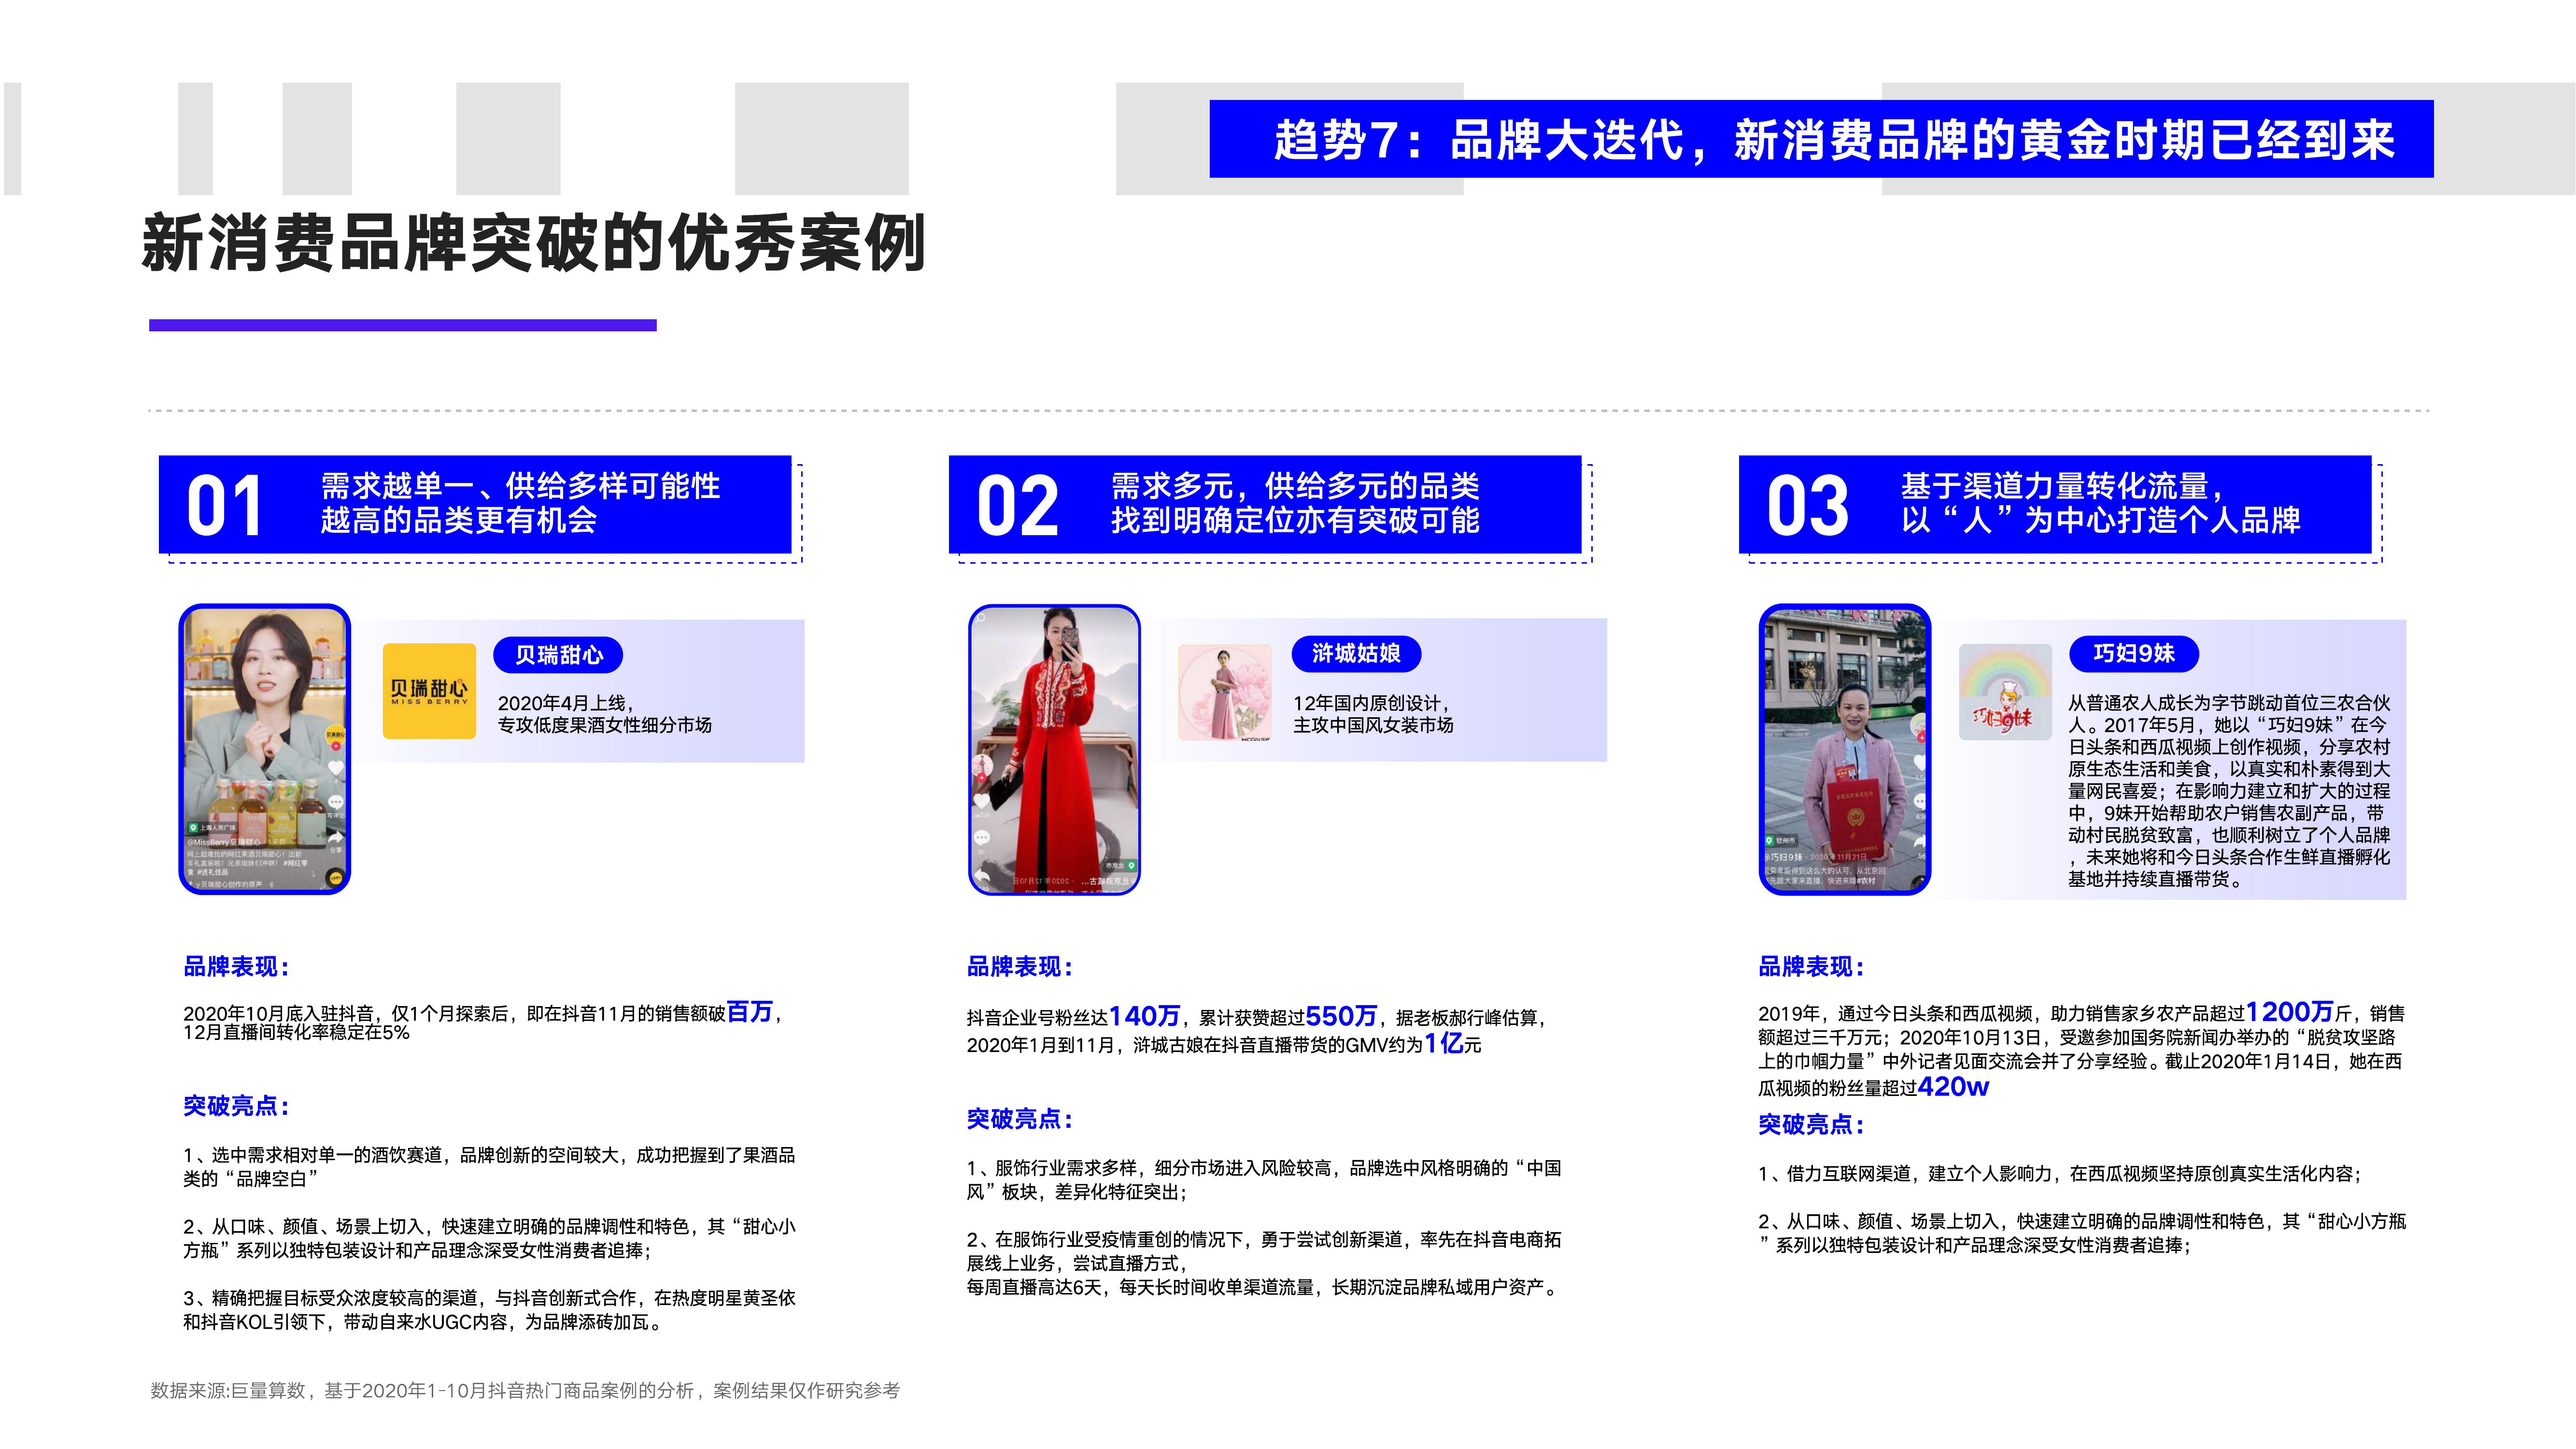 趋势7：品牌大迭代，新消费品牌的黄金时期已经到来
新消费品牌突破的优秀案例
01
需求越单一、供给多样可能性
越高的品类更有机会
贝瑞甜心
MISS BERRY
贝瑞甜心
2020年4月上线，
专攻低度果酒女性细分市场
上海人民广场
@MissBerry贝瑞甜心
分享
品牌表现：
2020年10月底入驻抖音，仅1个月探索后，即在抖音11月的销售额破百万，
12月直播间转化率稳定在5%
突破亮点：
1、选中需求相对单一的酒饮赛道，品牌创新的空间较大，成功把握到了果酒品
类的“品牌空白”
2、从口味、颜值、场景上切入，快速建立明确的品牌调性和特色，其“甜心小
方瓶”系列以独特包装设计和产品理念深受女性消费者追捧；
3、精确把握目标受众浓度较高的渠道，与抖音创新式合作，在热度明星黄圣依
和抖音KOL引领下，带动自来水UGC内容，为品牌添砖加瓦。
02
需求多元，供给多元的品类
找到明确定位亦有突破可能
浒城姑娘
12年国内原创设计，
主攻中国风女装市场
品牌表现：
抖音企业号粉丝达140万，累计获赞超过550万，据老板郝行峰估算，
2020年1月到11月，浒城古娘在抖音直播带货的GMV约为1亿元
突破亮点：
1、服饰行业需求多样，细分市场进入风险较高，品牌选中风格明确的“中国
风”板块，差异化特征突出；
2、在服饰行业受疫情重创的情况下，勇于尝试创新渠道，率先在抖音电商拓
展线上业务，尝试直播方式，
每周直播高达6天，每天长时间收单渠道流量，长期沉淀品牌私域用户资产。
03
基于渠道力量转化流量，
以“人”为中心打造个人品牌
巧妇9妹
巧妇9妹
从普通农人成长为字节跳动首位三农合伙
人。2017年5月，她以“巧妇9妹”在今
日头条和西瓜视频上创作视频，分享农村
原生态生活和美食，以真实和朴素得到大
量网民喜爱；在影响力建立和扩大的过程
中，9妹开始帮助农户销售农副产品，带
动村民脱贫致富，也顺利树立了个人品牌
，未来她将和今日头条合作生鲜直播孵化
基地并持续直播带货。
钦州市
@巧妇9妹 · 2020年11月21日
品牌表现：
2019年，通过今日头条和西瓜视频，助力销售家乡农产品超过1200万斤，销售
额超过三千万元；2020年10月13日，受邀参加国务院新闻办举办的“脱贫攻坚路
上的巾帼力量”中外记者见面交流会并了分享经验。截止2020年1月14日，她在西
瓜视频的粉丝量超过420w
突破亮点：
1、借力互联网渠道，建立个人影响力，在西瓜视频坚持原创真实生活化内容；
2、从口味、颜值、场景上切入，快速建立明确的品牌调性和特色，其“甜心小方瓶
”系列以独特包装设计和产品理念深受女性消费者追捧；
数据来源:巨量算数，基于2020年1-10月抖音热门商品案例的分析，案例结果仅作研究参考